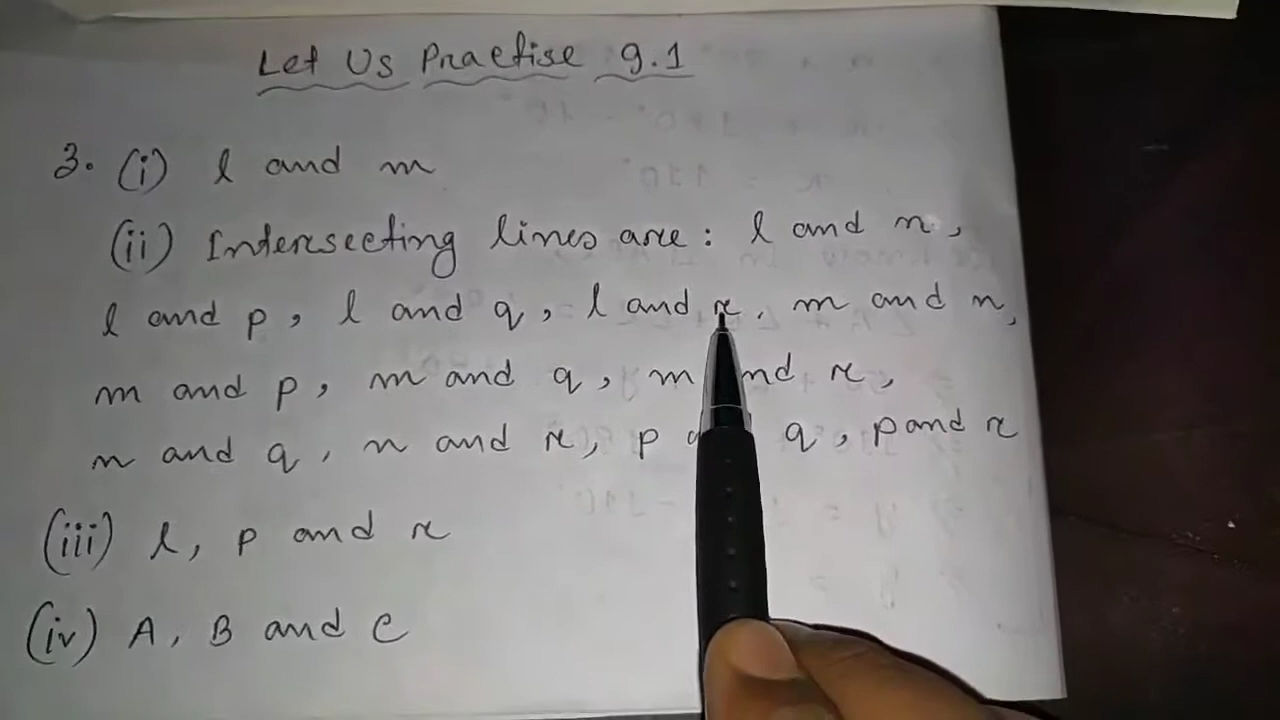 Let Us Practise 9.1
3. (i) l and m
(ii) Intersecting lines are: l and n,
l and p, l and q, l and r, m and n,
m and p, m and q, m and r,
n and q, n and r, p q, p and r
(iii) l, p and r
(iv) A, B and C